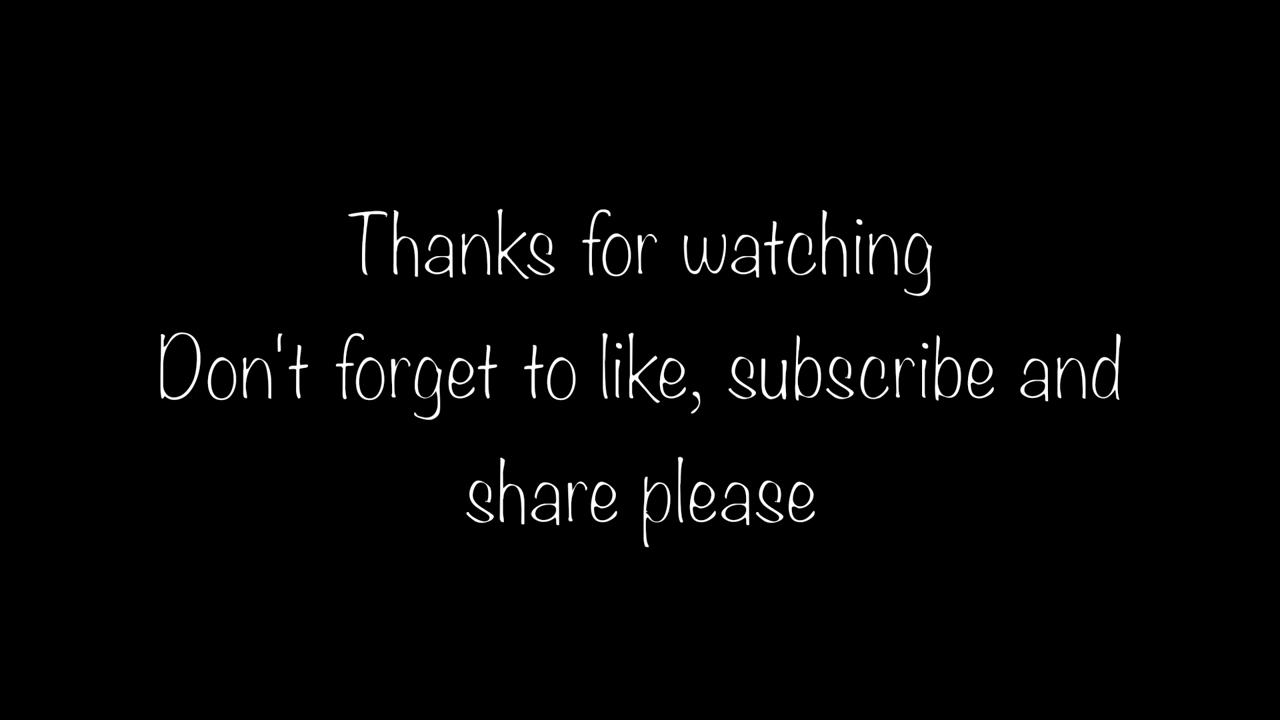 Thanks for watching
Don't forget to like, subscribe and
share please